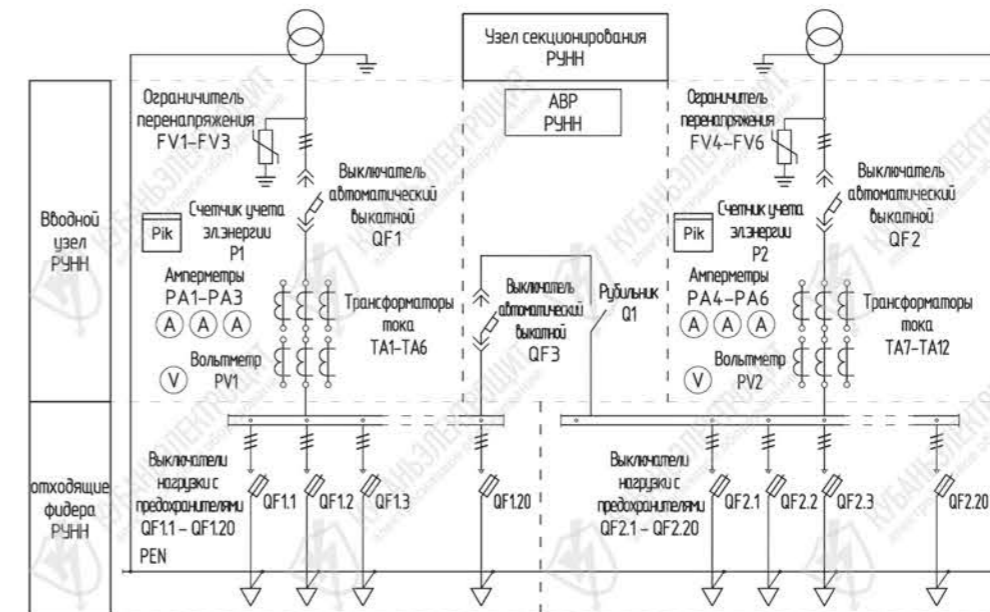 Узел секционирования
РУНН
АВР
РУНН
Вводной
узел
РУНН
Ограничитель
перенапряжения
FV1-FV3
Выключатель
автоматический
выкатной
QF1
Pik
Счетчик учета
эл.энергии
P1
Амперметры
PA1-PA3
A A A
Трансформаторы
тока
TA1-TA6
Вольтметр
PV1
V
Выключатель
автоматический
выкатной
QF3
Рубильник
Q1
Ограничитель
перенапряжения
FV4-FV6
Выключатель
автоматический
выкатной
QF2
Pik
Счетчик учета
эл.энергии
P2
Амперметры
PA4-PA6
A A A
Трансформаторы
тока
TA7-TA12
Вольтметр
PV2
V
отходящие
фидера
РУНН
Выключатели
нагрузки с
предохранителями
QF1.1 - QF1.20
PEN
QF1.1
QF1.2
QF1.3
QF1.20
Выключатели
нагрузки с
предохранителями
QF2.1 - QF2.20
QF2.1
QF2.2
QF2.3
QF2.20
КУБАНЬЭЛЕКТРОЩИТ